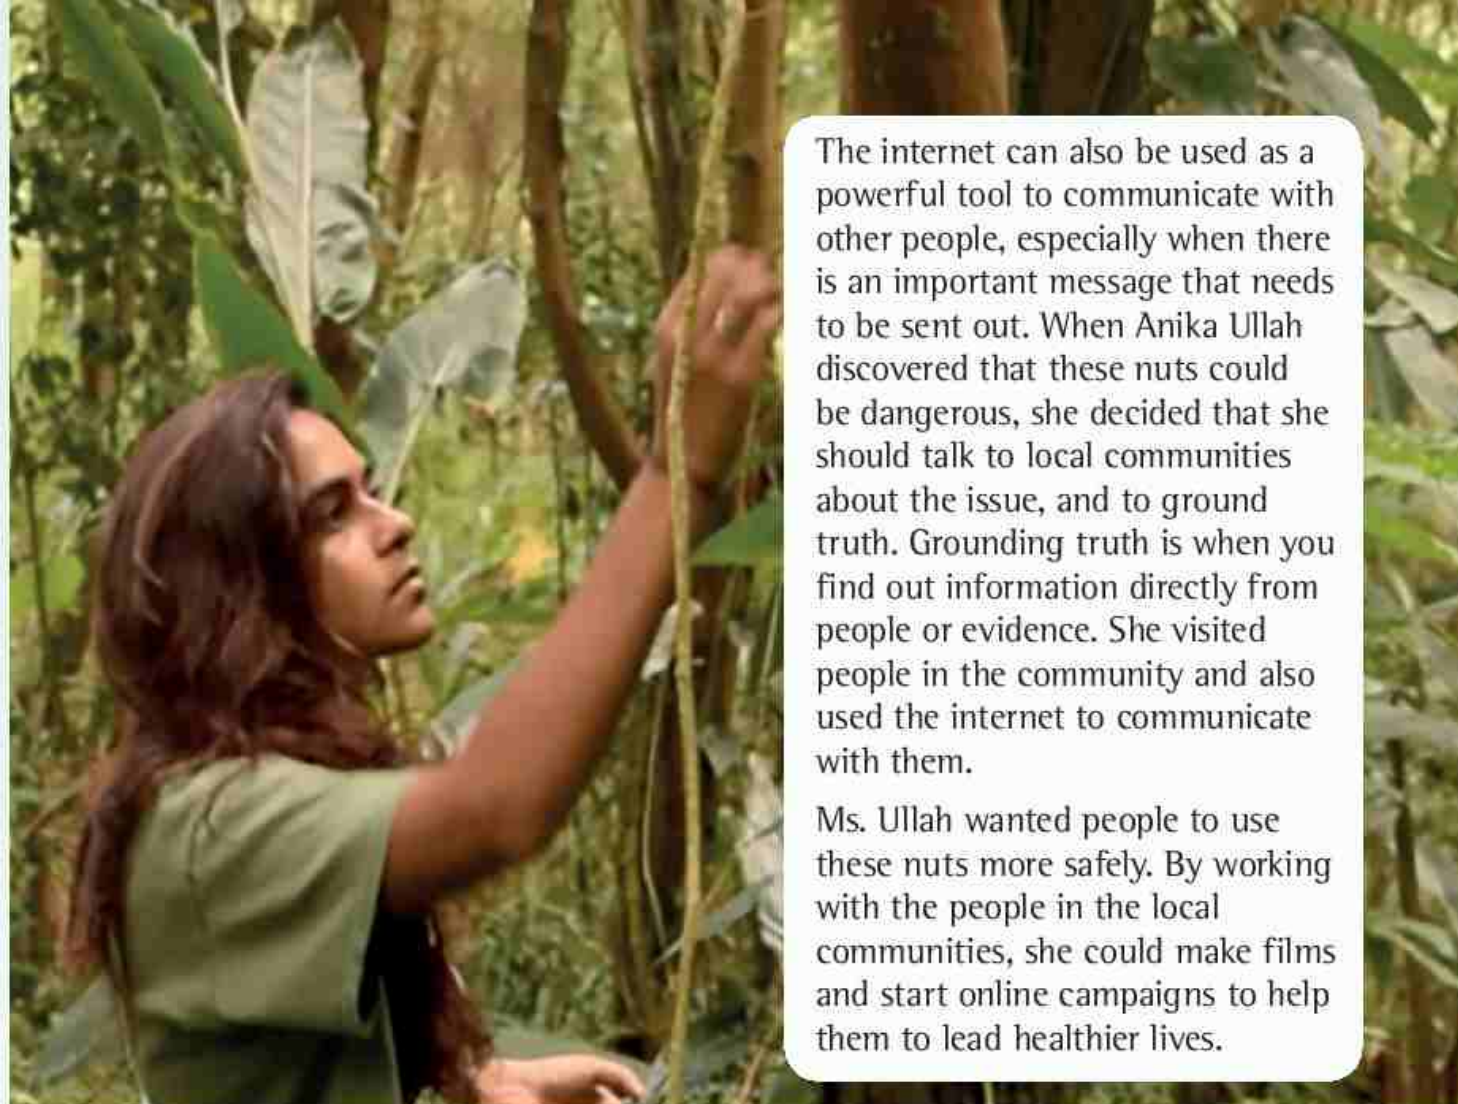 The internet can also be used as a
powerful tool to communicate with
other people, especially when there
is an important message that needs
to be sent out. When Anika Ullah
discovered that these nuts could
be dangerous, she decided that she
should talk to local communities
about the issue, and to ground
truth. Grounding truth is when you
find out information directly from
people or evidence. She visited
people in the community and also
used the internet to communicate
with them.
Ms. Ullah wanted people to use
these nuts more safely. By working
with the people in the local
communities, she could make films
and start online campaigns to help
them to lead healthier lives.